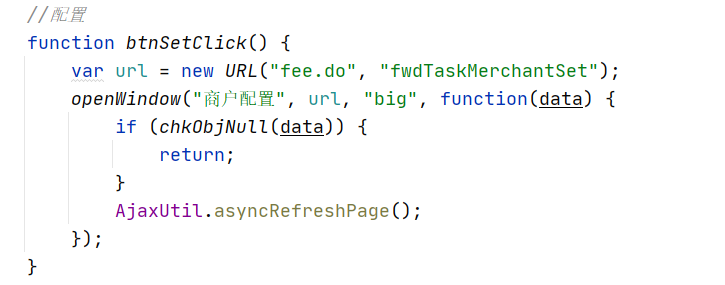 //配置
function btnSetClick() {
    var url = new URL("fee.do", "fwdTaskMerchantSet");
    openWindow("商户配置", url, "big", function(data) {
        if (chkObjNull(data)) {
            return;
        }
        AjaxUtil.asyncRefreshPage();
    });
}